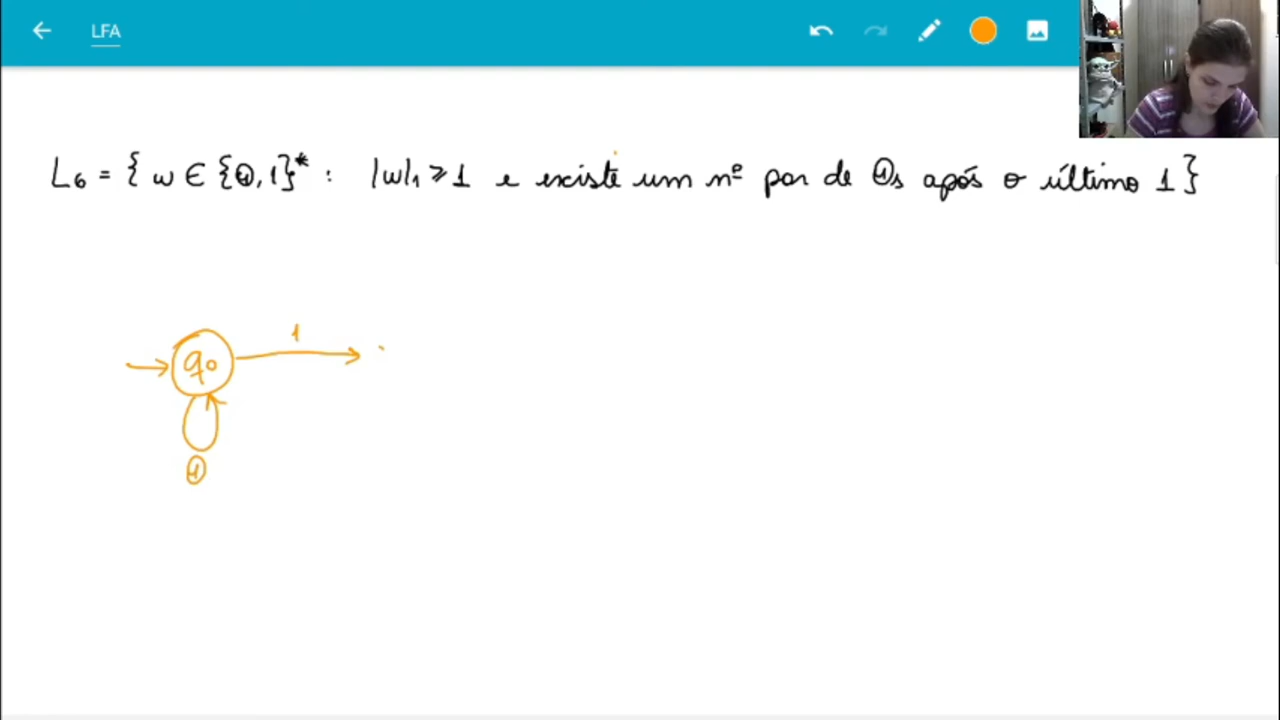 LFA
L₆ = { w ∈ {0,1}* : |w|₁ ⩾ 1 e existe um nº par de 0s após o último 1 }
1
q₀
0